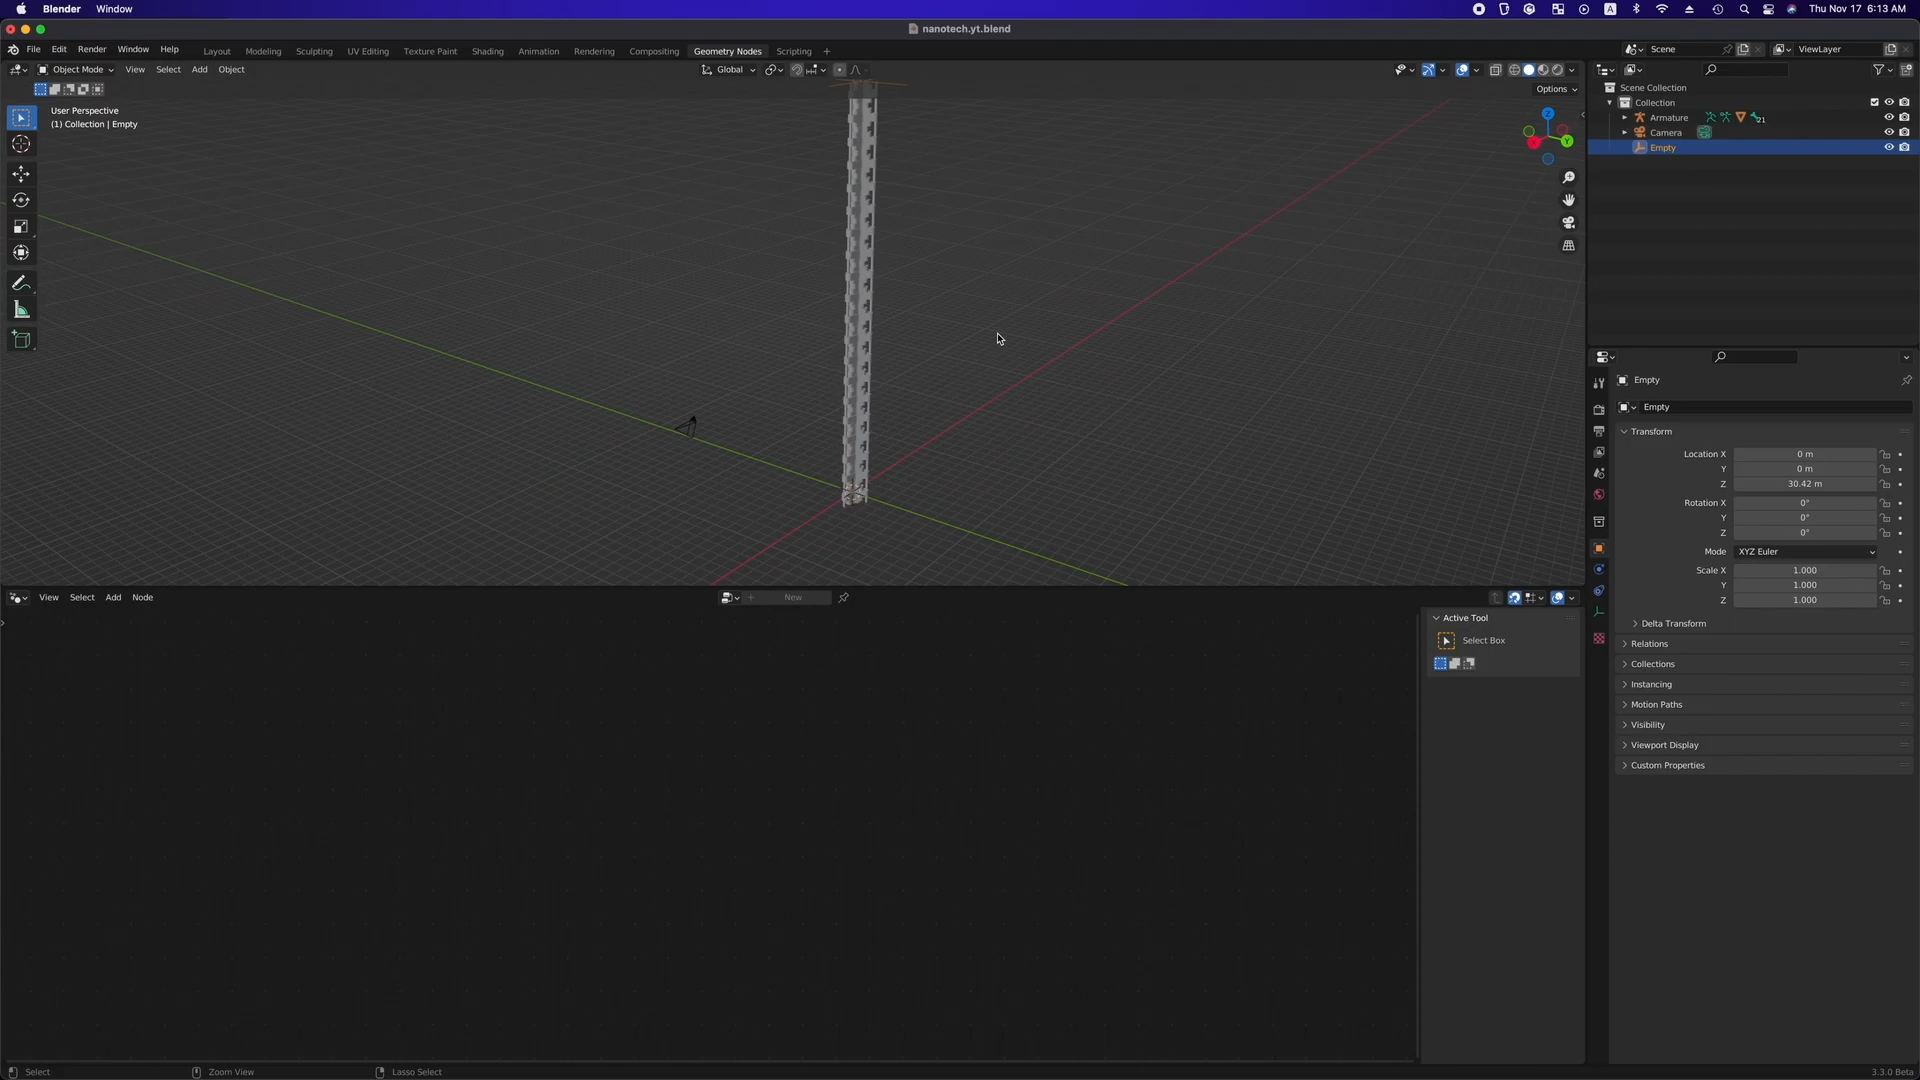 Blender Window Thu Nov 17 6:13 AM
nanotech.yt.blend
File Edit Render Window Help Layout Modeling Sculpting UV Editing Texture Paint Shading Animation Rendering Compositing Geometry Nodes Scripting + Scene ViewLayer
Object Mode View Select Add Object Global
Options
User Perspective
(1) Collection | Empty
Z
Y
X
Scene Collection
Collection
Armature 21
Camera
Empty
Empty
Empty
Transform
Location X 0 m
Y 0 m
Z 30.42 m
Rotation X 0°
Y 0°
Z 0°
Mode XYZ Euler
Scale X 1.000
Y 1.000
Z 1.000
Delta Transform
Relations
Collections
Instancing
Motion Paths
Visibility
Viewport Display
Custom Properties
View Select Add Node + New
Active Tool
Select Box
Select Zoom View Lasso Select 3.3.0 Beta